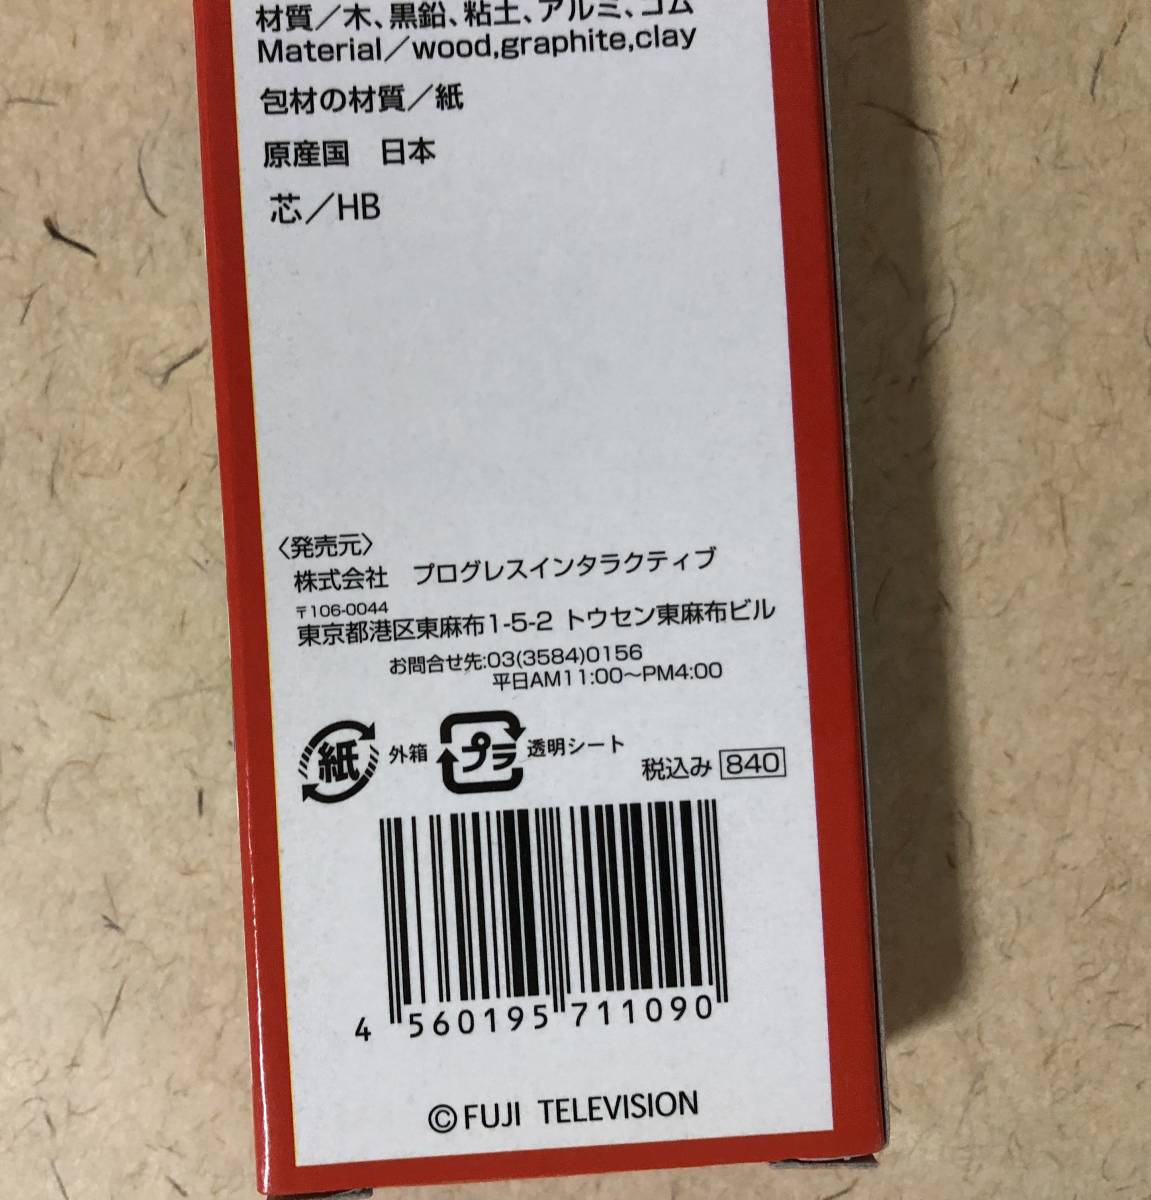 材質／木、黒鉛、粘土、アルミ、ゴム
Material／wood,graphite,clay
包材の材質／紙
原産国　日本
芯／HB
〈発売元〉
株式会社　プログレスインタラクティブ
〒106-0044
東京都港区東麻布1-5-2 トウセン東麻布ビル
お問合せ先:03(3584)0156
平日AM11:00～PM4:00
紙 外箱 プラ 透明シート
税込み 840
4 560195 711090
©FUJI TELEVISION